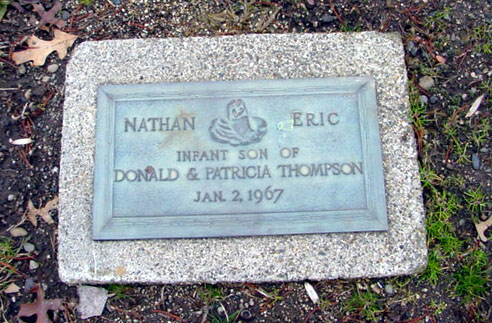 NATHAN ERIC
INFANT SON OF
DONALD & PATRICIA THOMPSON
JAN. 2, 1967